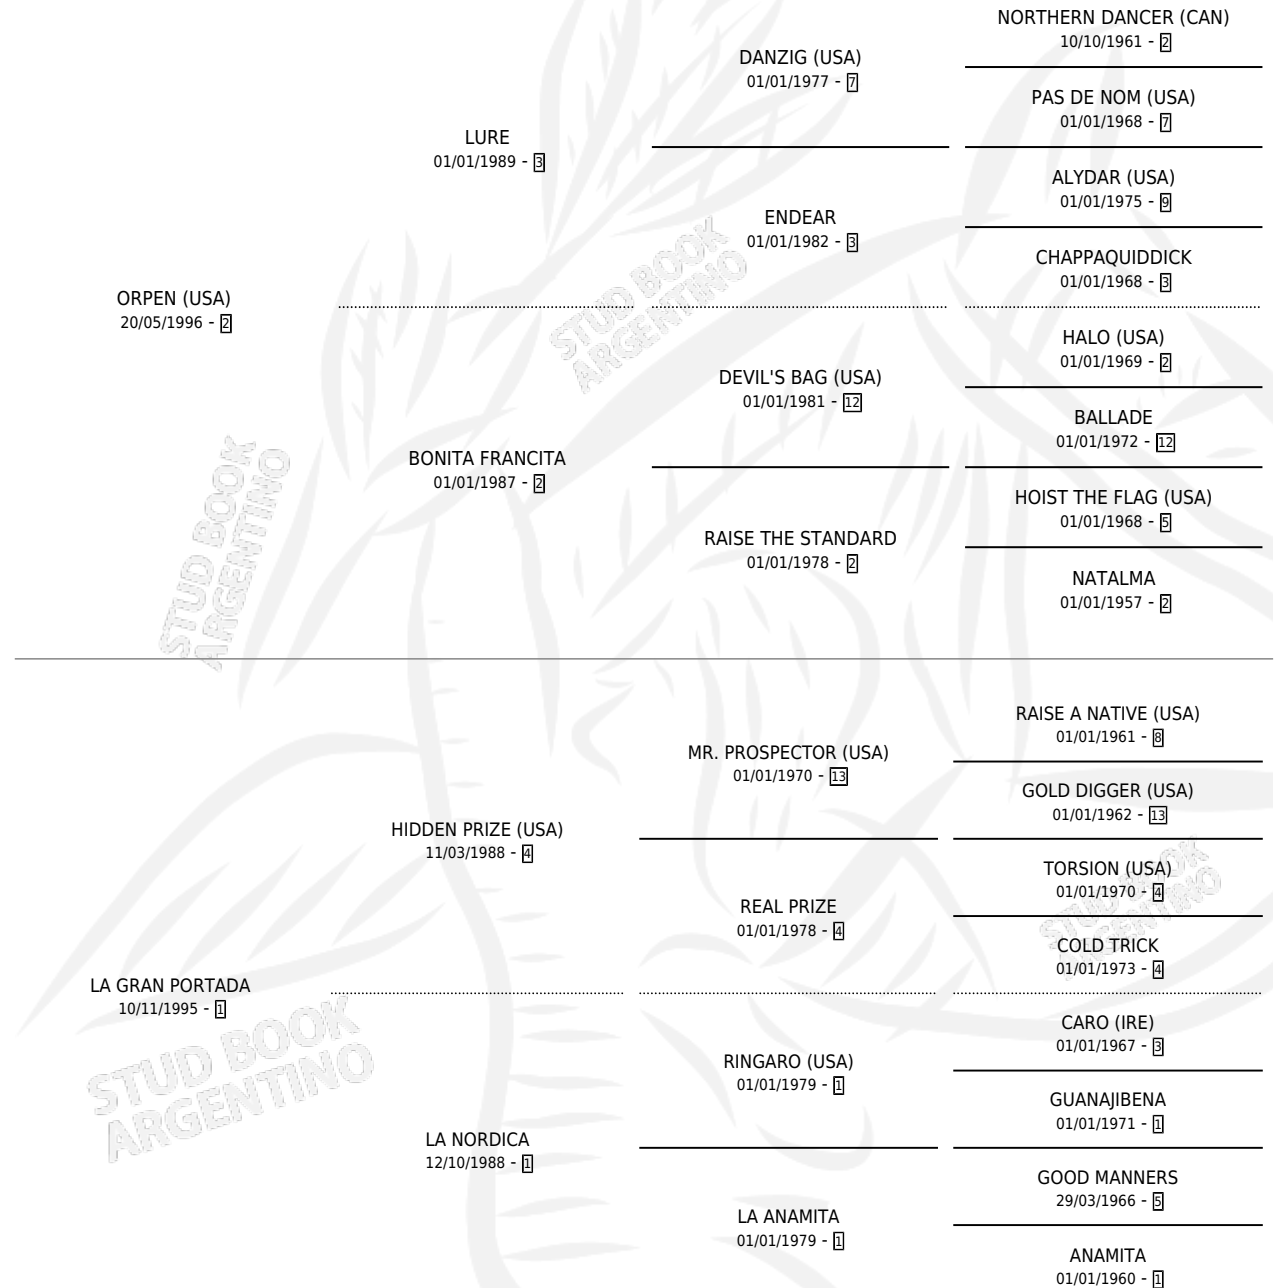 NORTHERN DANCER (CAN)
10/10/1961 - 2
DANZIG (USA)
01/01/1977 - 7
PAS DE NOM (USA)
01/01/1968 - 7
LURE
01/01/1989 - 3
ALYDAR (USA)
01/01/1975 - 9
ENDEAR
01/01/1982 - 3
CHAPPAQUIDDICK
01/01/1968 - 3
ORPEN (USA)
20/05/1996 - 2
STUD BOOK
ARGENTINO
HALO (USA)
01/01/1969 - 2
DEVIL'S BAG (USA)
01/01/1981 - 12
BALLADE
01/01/1972 - 12
BONITA FRANCITA
01/01/1987 - 2
HOIST THE FLAG (USA)
01/01/1968 - 5
RAISE THE STANDARD
01/01/1978 - 2
NATALMA
01/01/1957 - 2
STUD BOOK
ARGENTINO
RAISE A NATIVE (USA)
01/01/1961 - 8
MR. PROSPECTOR (USA)
01/01/1970 - 13
GOLD DIGGER (USA)
01/01/1962 - 13
HIDDEN PRIZE (USA)
11/03/1988 - 4
TORSION (USA)
01/01/1970 - 4
REAL PRIZE
01/01/1978 - 4
COLD TRICK
01/01/1973 - 4
STUD BOOK
ARGENTINO
LA GRAN PORTADA
10/11/1995 - 1
CARO (IRE)
01/01/1967 - 3
RINGARO (USA)
01/01/1979 - 1
GUANAJIBENA
01/01/1971 - 1
STUD BOOK
ARGENTINO
LA NORDICA
12/10/1988 - 1
GOOD MANNERS
29/03/1966 - 5
LA ANAMITA
01/01/1979 - 1
ANAMITA
01/01/1960 - 1